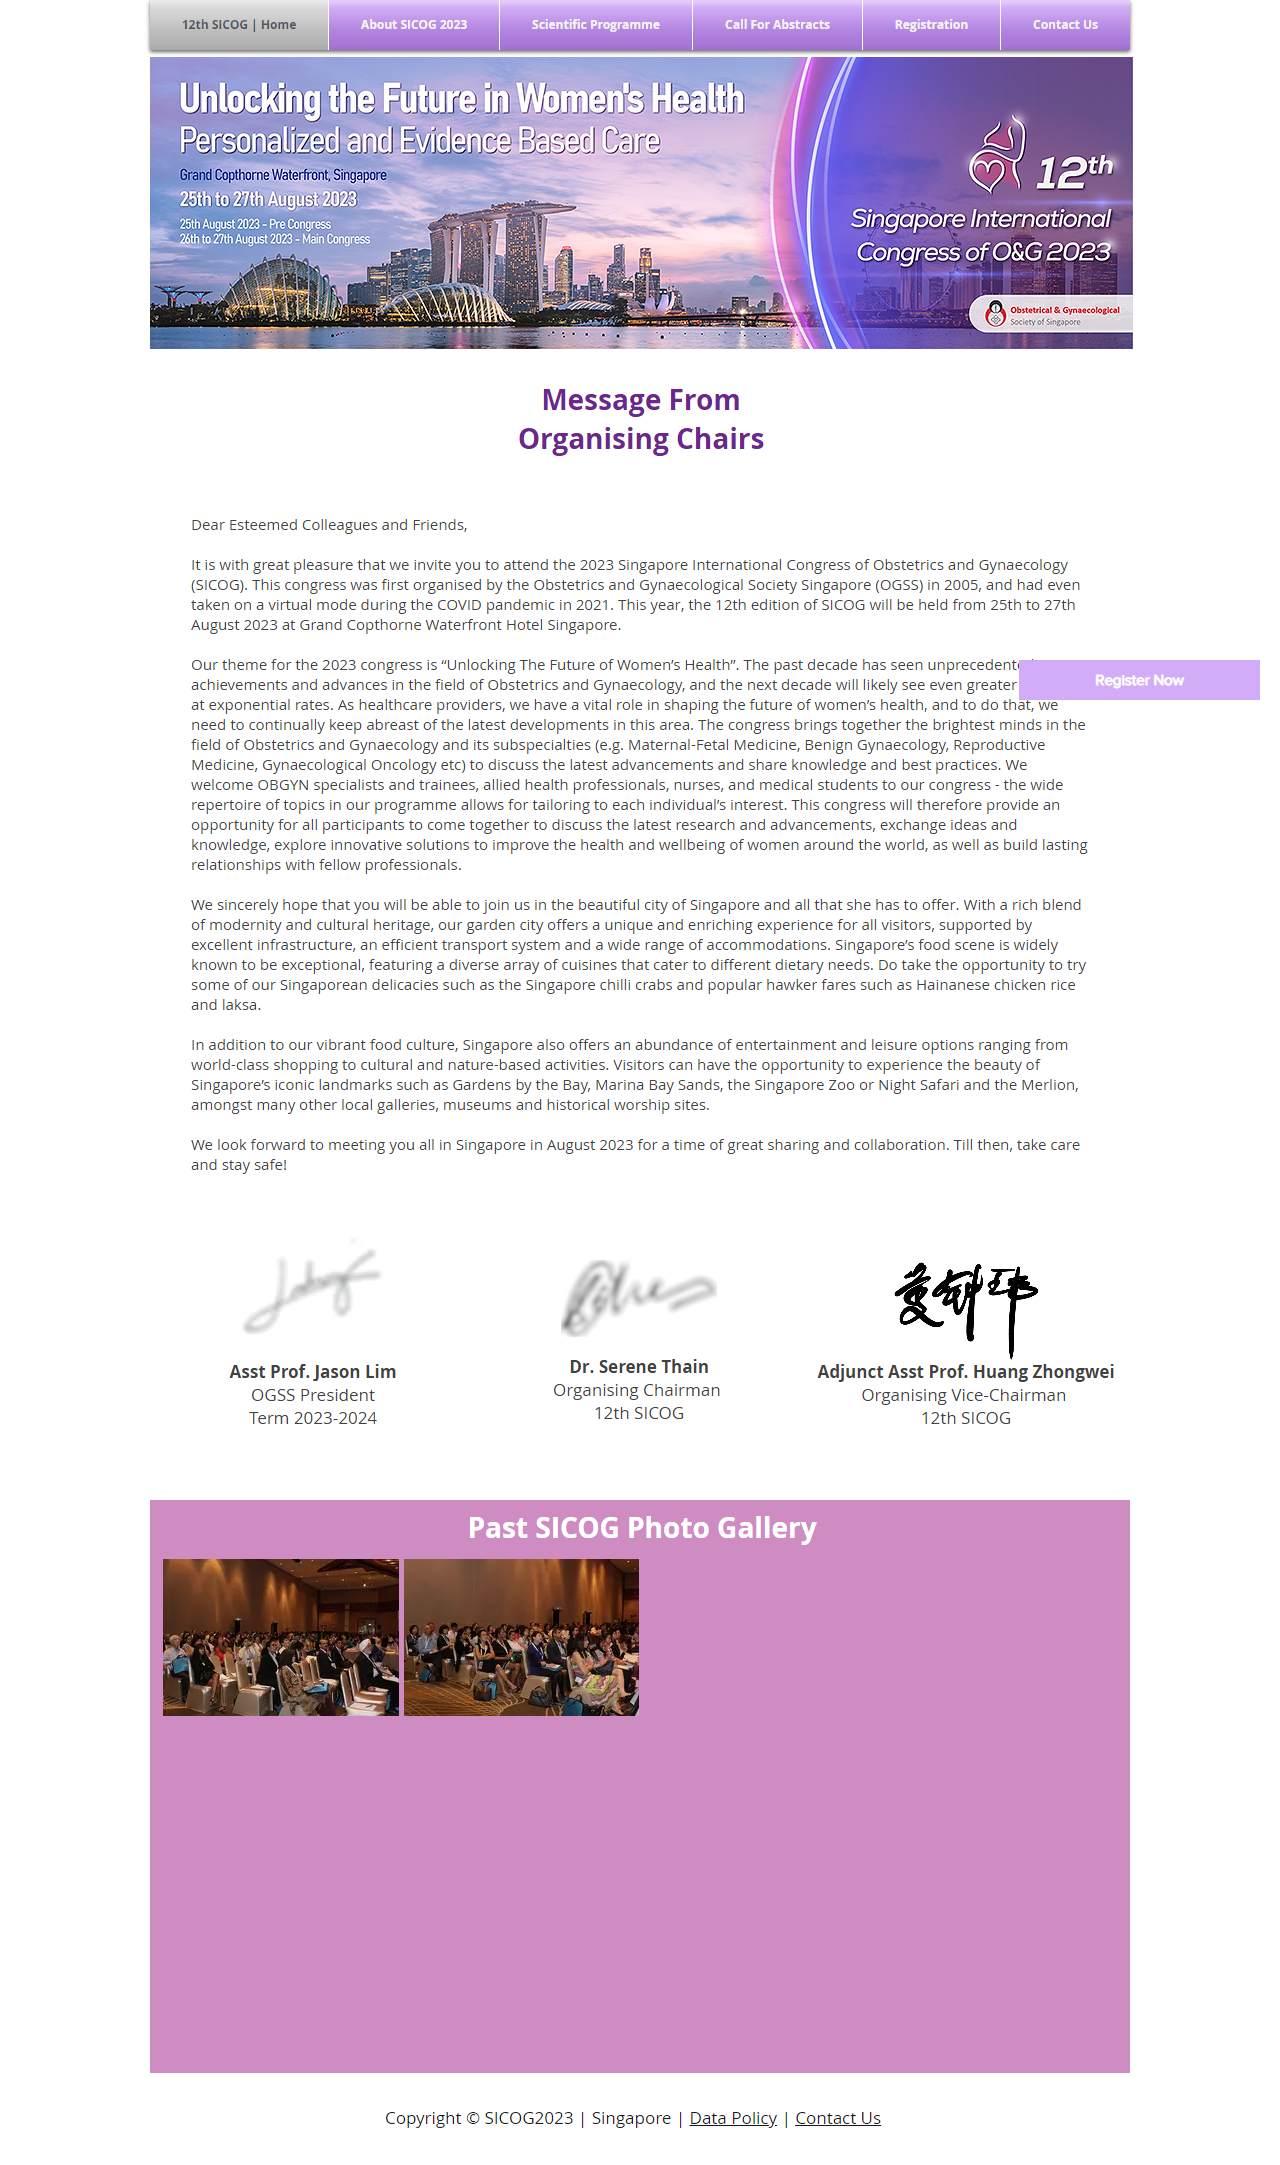 12th SICOG | Home
About SICOG 2023
Scientific Programme
Call For Abstracts
Registration
Contact Us
Unlocking the Future in Women's Health
Personalized and Evidence Based Care
Grand Copthorne Waterfront, Singapore
25th to 27th August 2023
25th August 2023 - Pre Congress
26th to 27th August 2023 - Main Congress
12th
Singapore International
Congress of O&G 2023
Obstetrical & Gynaecological
Society of Singapore
Message From
Organising Chairs
Dear Esteemed Colleagues and Friends,
It is with great pleasure that we invite you to attend the 2023 Singapore International Congress of Obstetrics and Gynaecology
(SICOG). This congress was first organised by the Obstetrics and Gynaecological Society Singapore (OGSS) in 2005, and had even
taken on a virtual mode during the COVID pandemic in 2021. This year, the 12th edition of SICOG will be held from 25th to 27th
August 2023 at Grand Copthorne Waterfront Hotel Singapore.
Our theme for the 2023 congress is “Unlocking The Future of Women’s Health”. The past decade has seen unprecedented
achievements and advances in the field of Obstetrics and Gynaecology, and the next decade will likely see even greater
Register Now
at exponential rates. As healthcare providers, we have a vital role in shaping the future of women’s health, and to do that, we
need to continually keep abreast of the latest developments in this area. The congress brings together the brightest minds in the
field of Obstetrics and Gynaecology and its subspecialties (e.g. Maternal-Fetal Medicine, Benign Gynaecology, Reproductive
Medicine, Gynaecological Oncology etc) to discuss the latest advancements and share knowledge and best practices. We
welcome OBGYN specialists and trainees, allied health professionals, nurses, and medical students to our congress - the wide
repertoire of topics in our programme allows for tailoring to each individual’s interest. This congress will therefore provide an
opportunity for all participants to come together to discuss the latest research and advancements, exchange ideas and
knowledge, explore innovative solutions to improve the health and wellbeing of women around the world, as well as build lasting
relationships with fellow professionals.
We sincerely hope that you will be able to join us in the beautiful city of Singapore and all that she has to offer. With a rich blend
of modernity and cultural heritage, our garden city offers a unique and enriching experience for all visitors, supported by
excellent infrastructure, an efficient transport system and a wide range of accommodations. Singapore’s food scene is widely
known to be exceptional, featuring a diverse array of cuisines that cater to different dietary needs. Do take the opportunity to try
some of our Singaporean delicacies such as the Singapore chilli crabs and popular hawker fares such as Hainanese chicken rice
and laksa.
In addition to our vibrant food culture, Singapore also offers an abundance of entertainment and leisure options ranging from
world-class shopping to cultural and nature-based activities. Visitors can have the opportunity to experience the beauty of
Singapore’s iconic landmarks such as Gardens by the Bay, Marina Bay Sands, the Singapore Zoo or Night Safari and the Merlion,
amongst many other local galleries, museums and historical worship sites.
We look forward to meeting you all in Singapore in August 2023 for a time of great sharing and collaboration. Till then, take care
and stay safe!
Asst Prof. Jason Lim
OGSS President
Term 2023-2024
Dr. Serene Thain
Organising Chairman
12th SICOG
Adjunct Asst Prof. Huang Zhongwei
Organising Vice-Chairman
12th SICOG
Past SICOG Photo Gallery
Copyright © SICOG2023 | Singapore | Data Policy | Contact Us